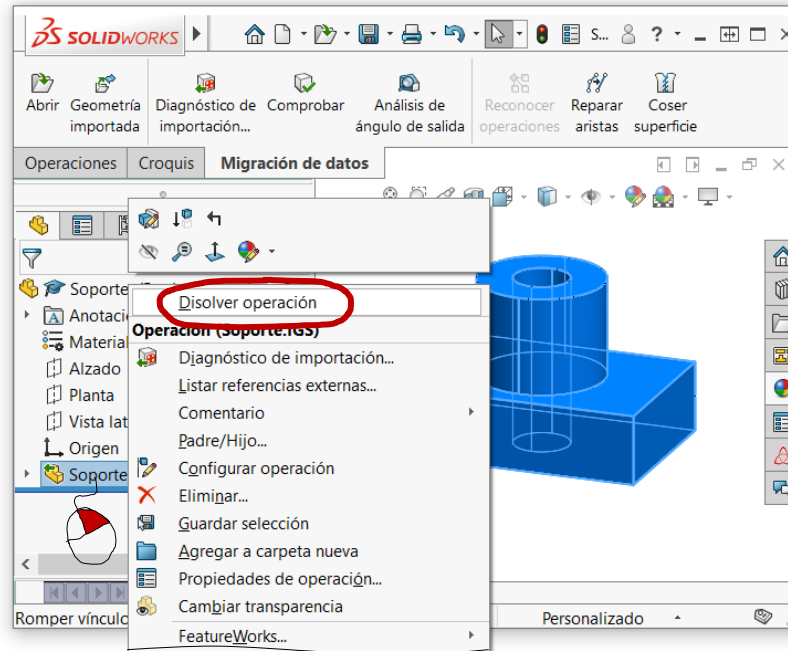 SOLIDWORKS
S...
?
Abrir
Geometría importada
Diagnóstico de importación...
Comprobar
Análisis de ángulo de salida
Reconocer operaciones
Reparar aristas
Coser superficie
Operaciones
Croquis
Migración de datos
Soporte
Anotaci
Material
Alzado
Planta
Vista lat
Origen
Soporte
Disolver operación
Operación (Soporte.IGS)
Diagnóstico de importación...
Listar referencias externas...
Comentario
Padre/Hijo...
Configurar operación
Eliminar...
Guardar selección
Agregar a carpeta nueva
Propiedades de operación...
Cambiar transparencia
FeatureWorks...
Romper vínculo
Personalizado